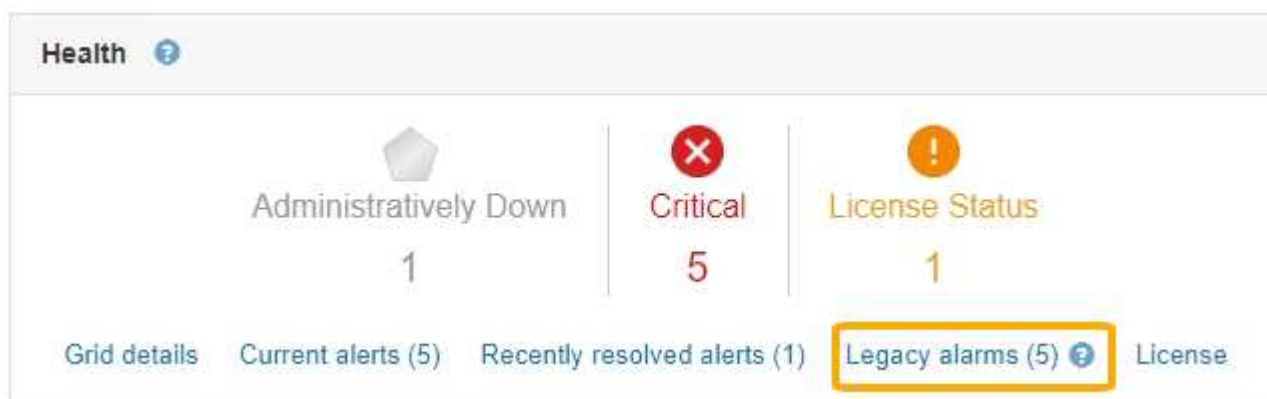 Health
Administratively Down Critical License Status
1 5 1
Grid details Current alerts (5) Recently resolved alerts (1) Legacy alarms (5) License